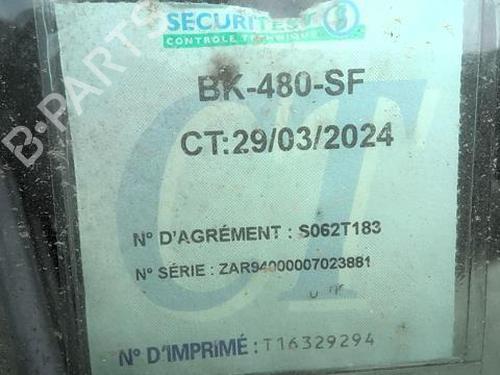 SECURITEST
CONTROLE TECHNIQUE
BK-480-SF
CT:29/03/2024
N° D'AGRÉMENT : S062T183
N° SÉRIE : ZAR94000007023881
N° D'IMPRIMÉ : T16329294
B-PARTS